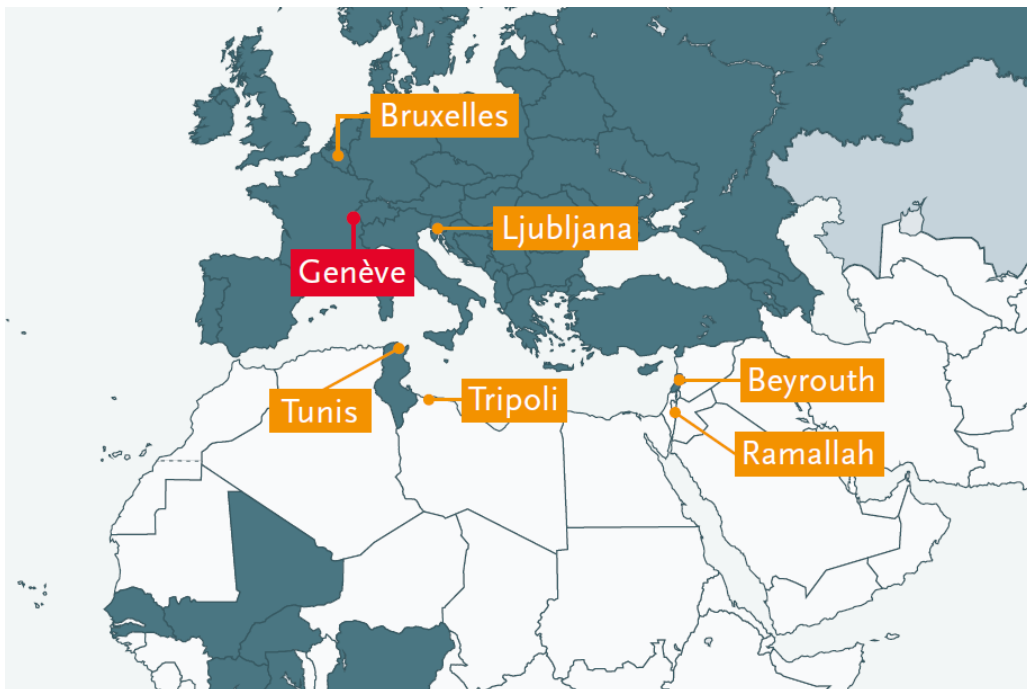 Bruxelles
Ljubljana
Genève
Tunis
Tripoli
Beyrouth
Ramallah